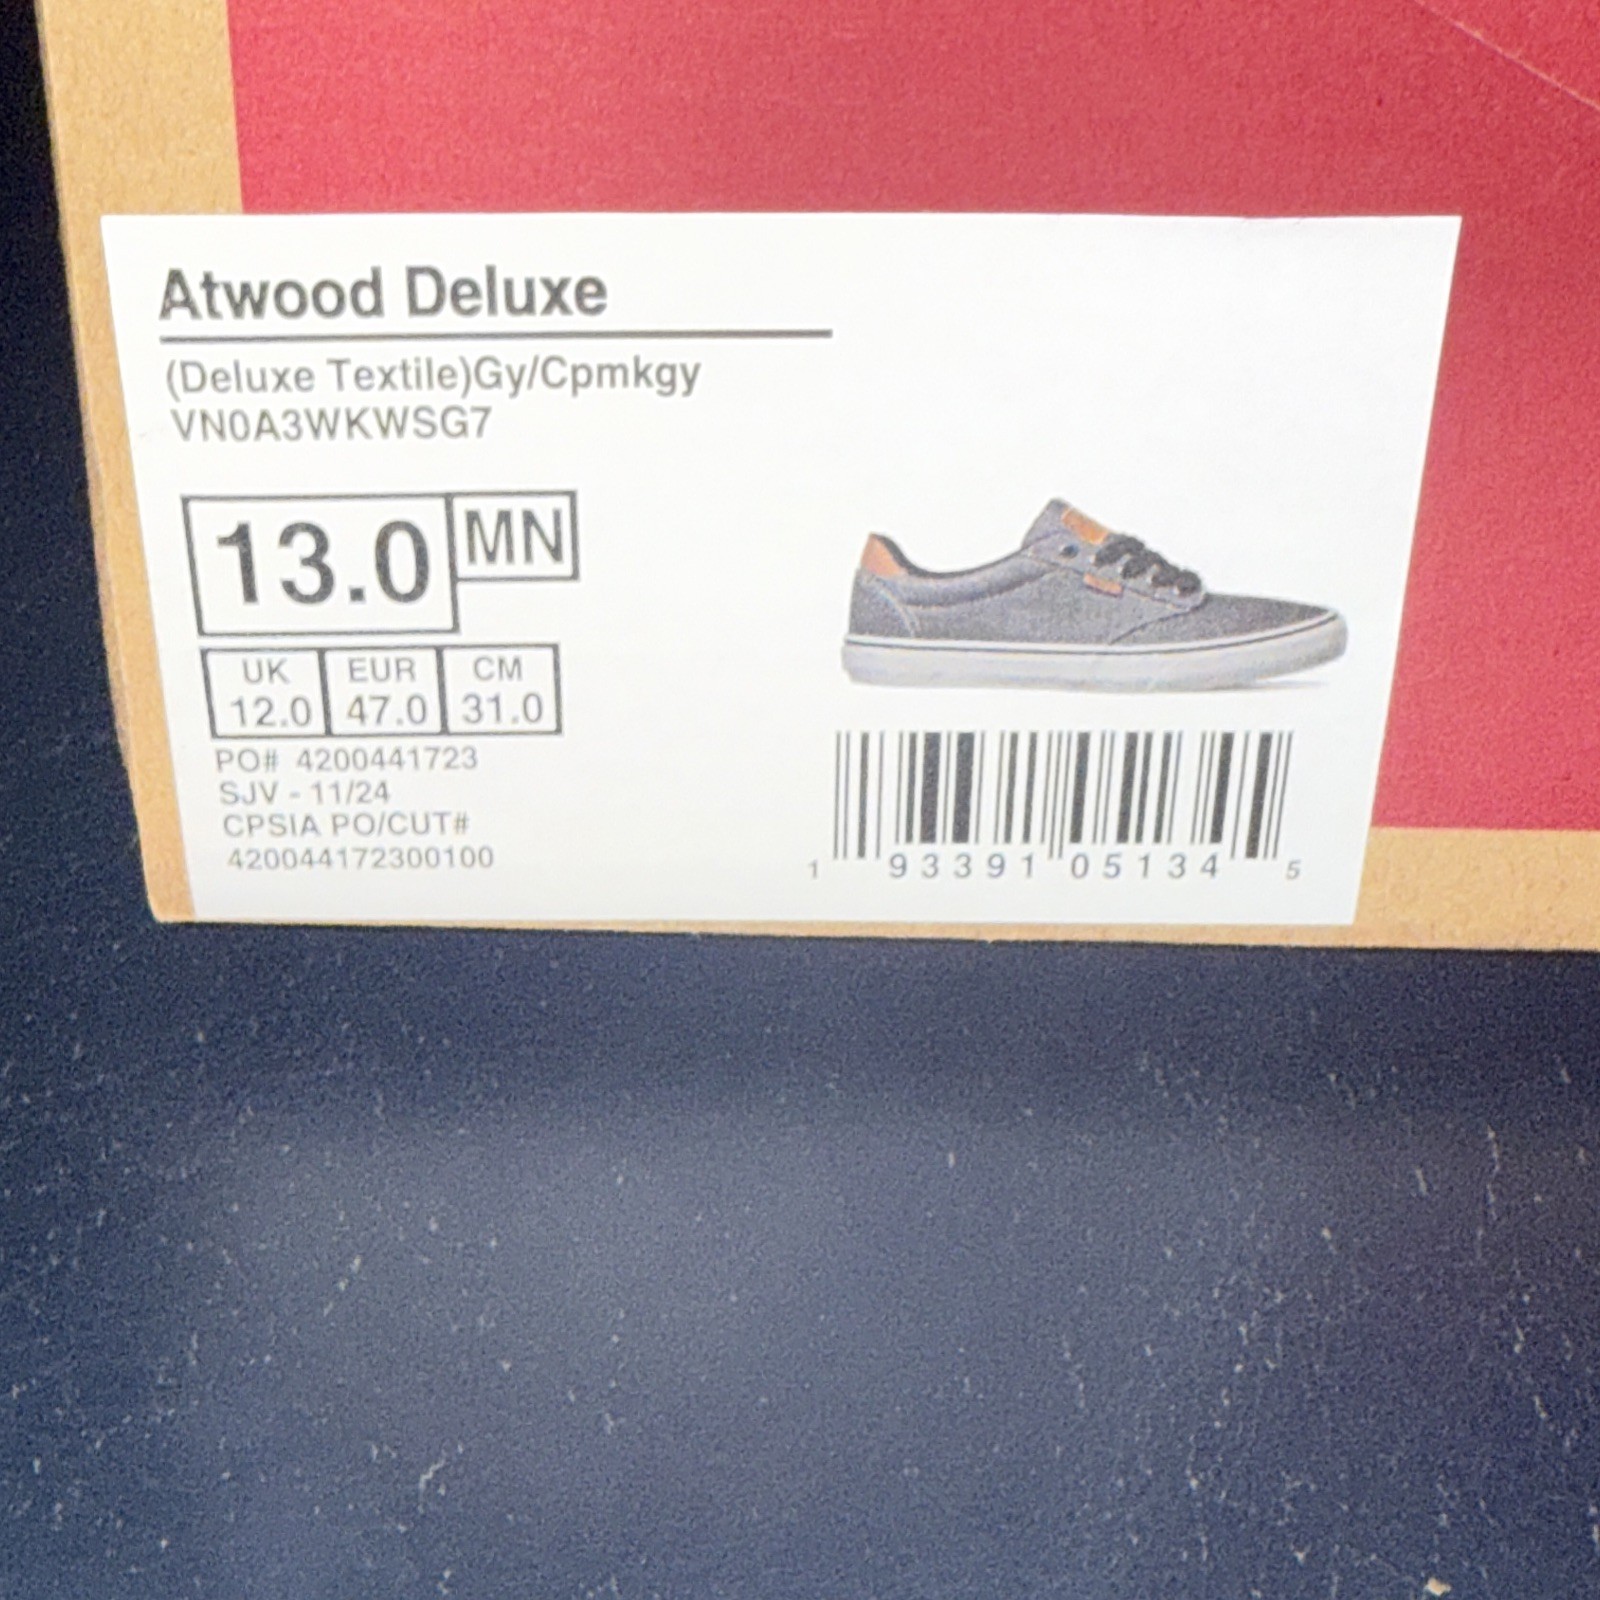 Atwood Deluxe
(Deluxe Textile)Gy/Cpmkgy
VN0A3WKWSG7
13.0 MN
UK EUR CM
12.0 47.0 31.0
PO# 4200441723
SJV - 11/24
CPSIA PO/CUT#
420044172300100
1 93391 05134 5